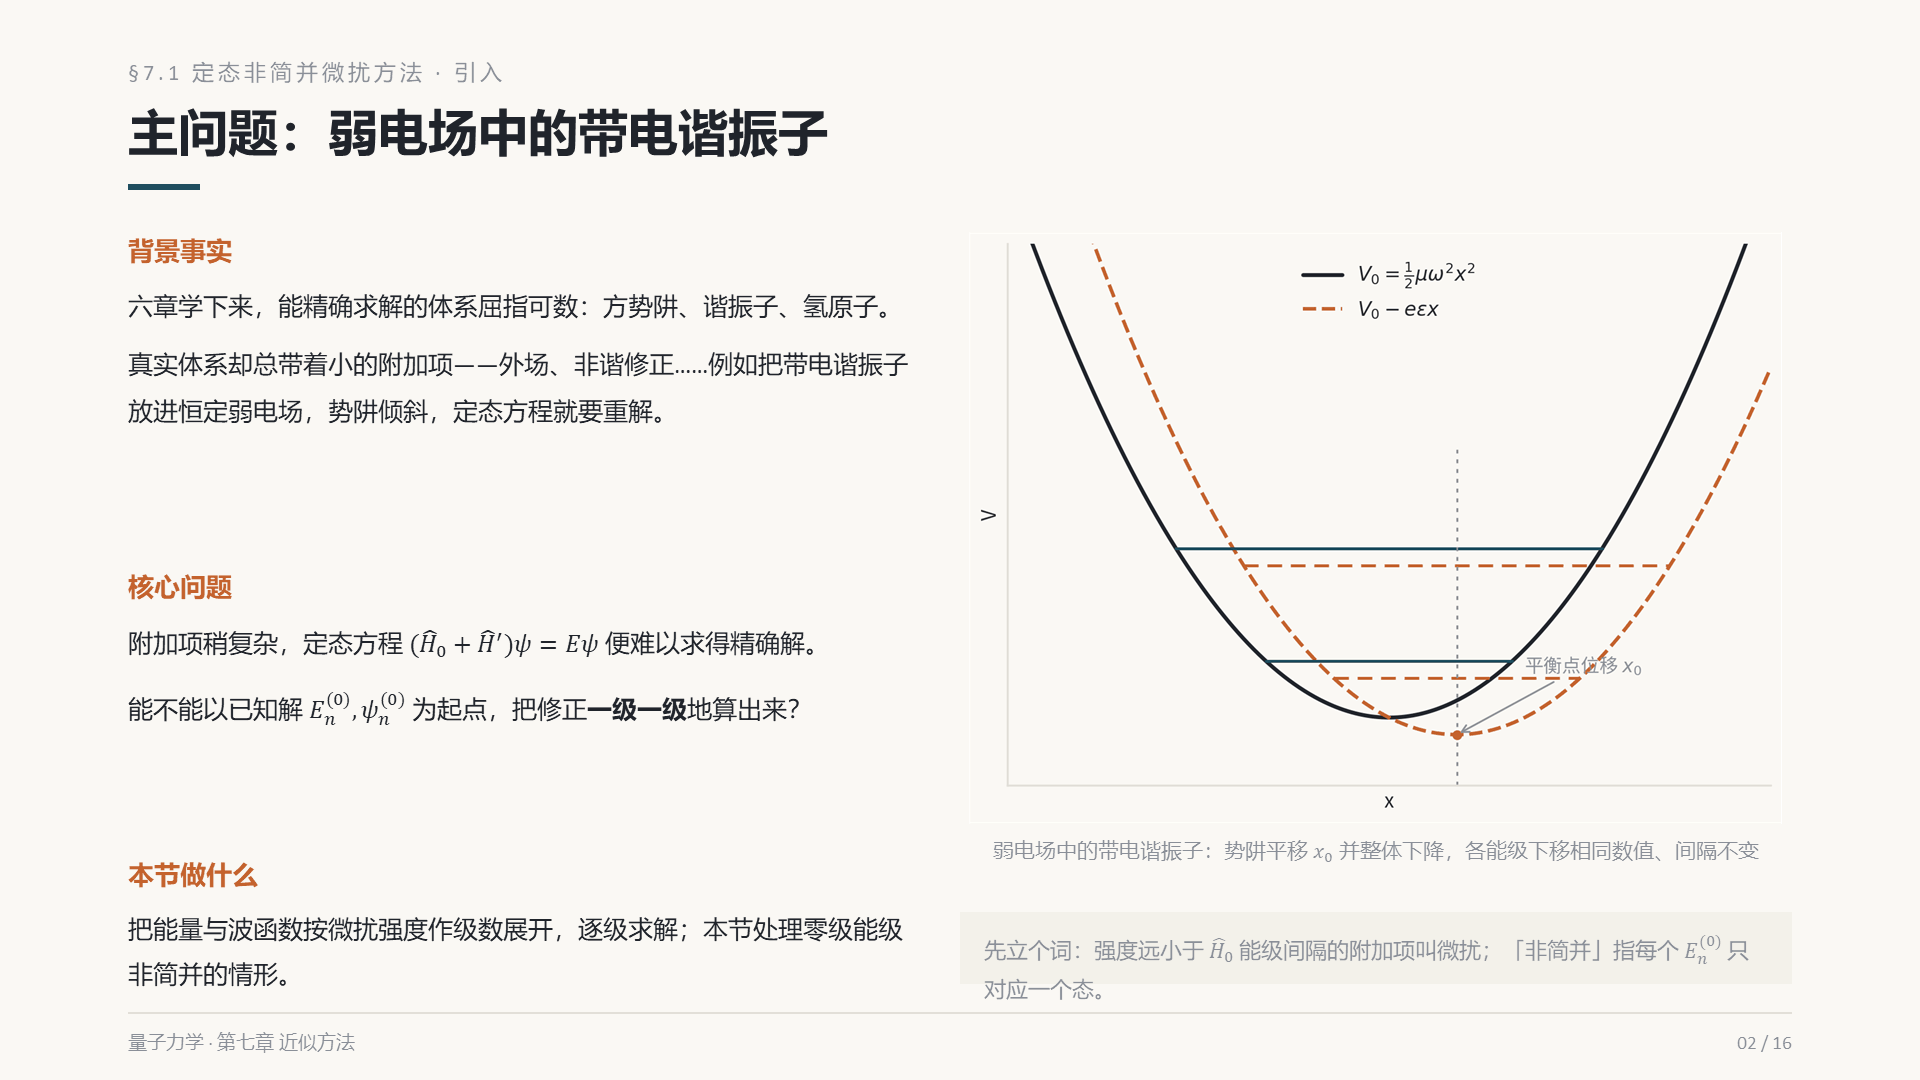 §7.1 定态非简并微扰方法 · 引入
主问题：弱电场中的带电谐振子
背景事实
六章学下来，能精确求解的体系屈指可数：方势阱、谐振子、氢原子。
真实体系却总带着小的附加项——外场、非谐修正……例如把带电谐振子
放进恒定弱电场，势阱倾斜，定态方程就要重解。
核心问题
附加项稍复杂，定态方程 (Ĥ₀ + Ĥ′)ψ = Eψ 便难以求得精确解。
能不能以已知解 Eₙ⁽⁰⁾, ψₙ⁽⁰⁾ 为起点，把修正一级一级地算出来？
本节做什么
把能量与波函数按微扰强度作级数展开，逐级求解；本节处理零级能级
非简并的情形。
V₀ = ½μω²x²
V₀ − eεx
V
平衡点位移 x₀
x
弱电场中的带电谐振子：势阱平移 x₀ 并整体下降，各能级下移相同数值、间隔不变
先立个词：强度远小于 Ĥ₀ 能级间隔的附加项叫微扰；「非简并」指每个 Eₙ⁽⁰⁾ 只
对应一个态。
量子力学 · 第七章 近似方法
02 / 16